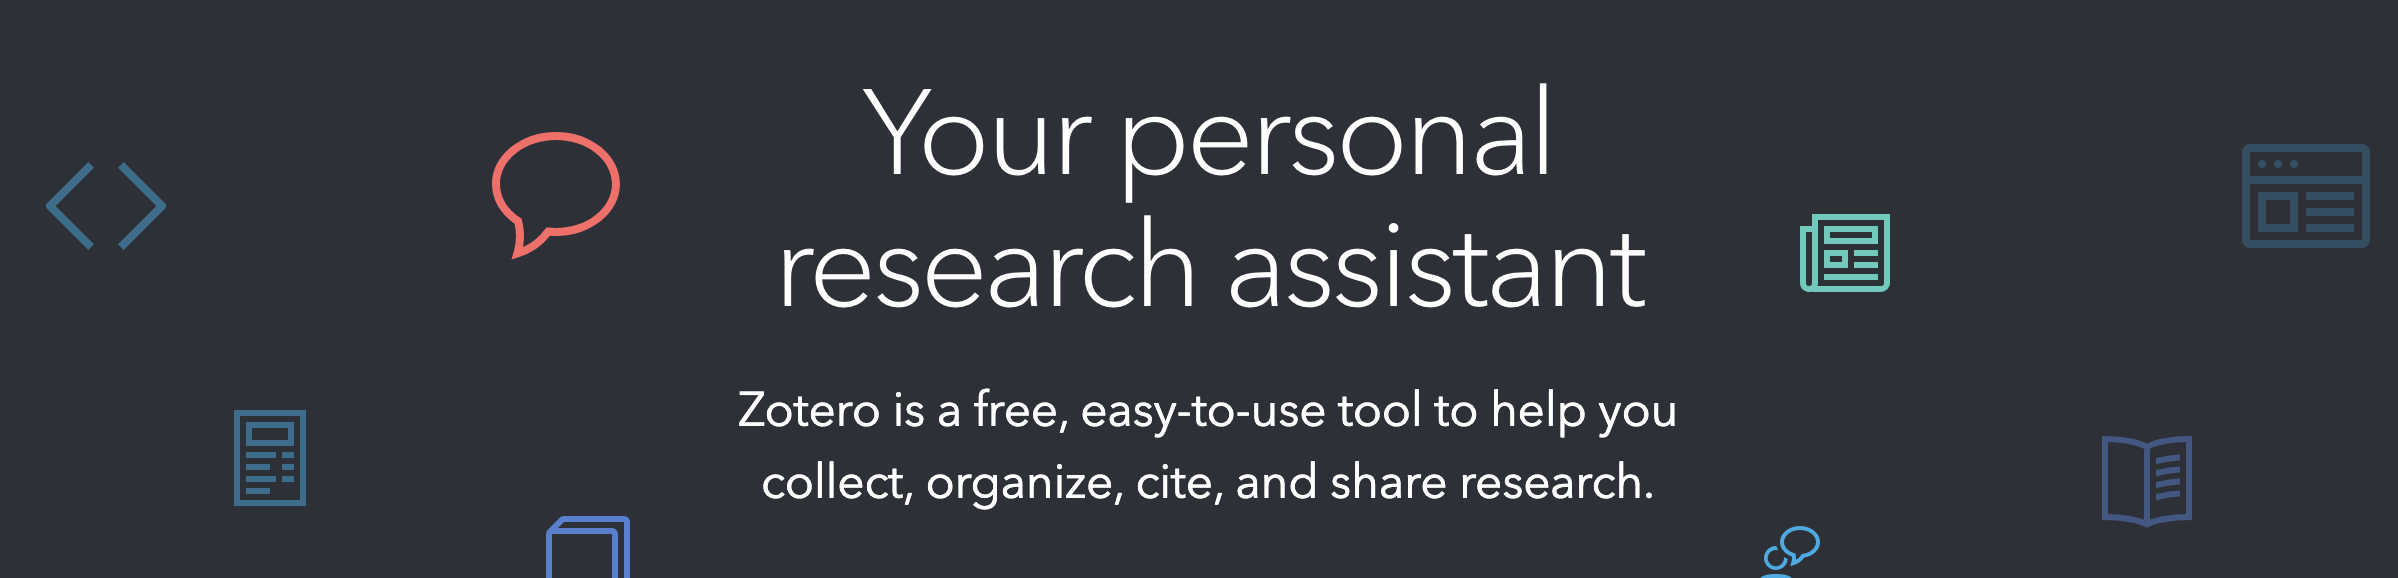 Your personal
research assistant
Zotero is a free, easy-to-use tool to help you
collect, organize, cite, and share research.